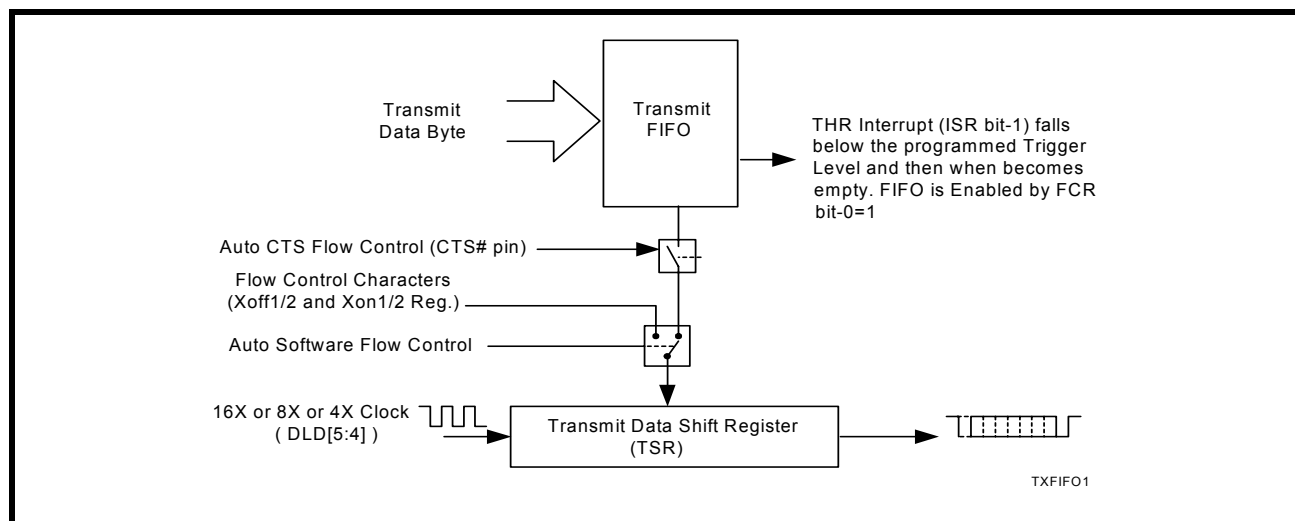 Transmit
Data Byte
Transmit
FIFO
THR Interrupt (ISR bit-1) falls
below the programmed Trigger
Level and then when becomes
empty. FIFO is Enabled by FCR
bit-0=1
Auto CTS Flow Control (CTS# pin)
Flow Control Characters
(Xoff1/2 and Xon1/2 Reg.)
Auto Software Flow Control
16X or 8X or 4X Clock
( DLD[5:4] )
Transmit Data Shift Register
(TSR)
TXFIFO1